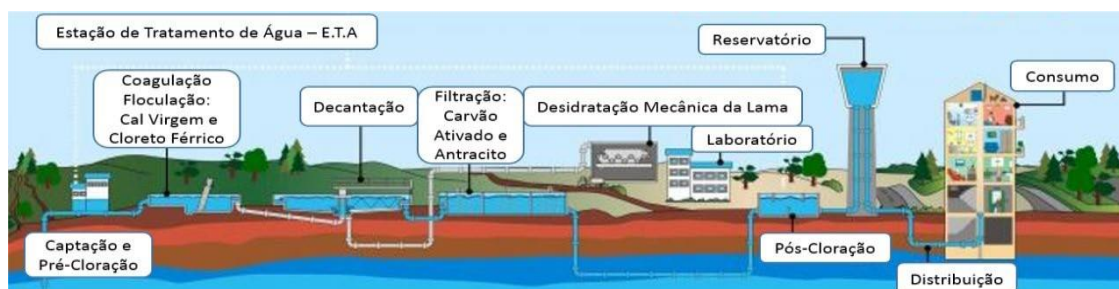 Estação de Tratamento de Água – E.T.A
Reservatório
Coagulação
Floculação:
Cal Virgem e
Cloreto Férrico
Decantação
Filtração:
Carvão
Ativado e
Antracito
Desidratação Mecânica da Lama
Laboratório
Consumo
Captação e
Pré-Cloração
Pós-Cloração
Distribuição